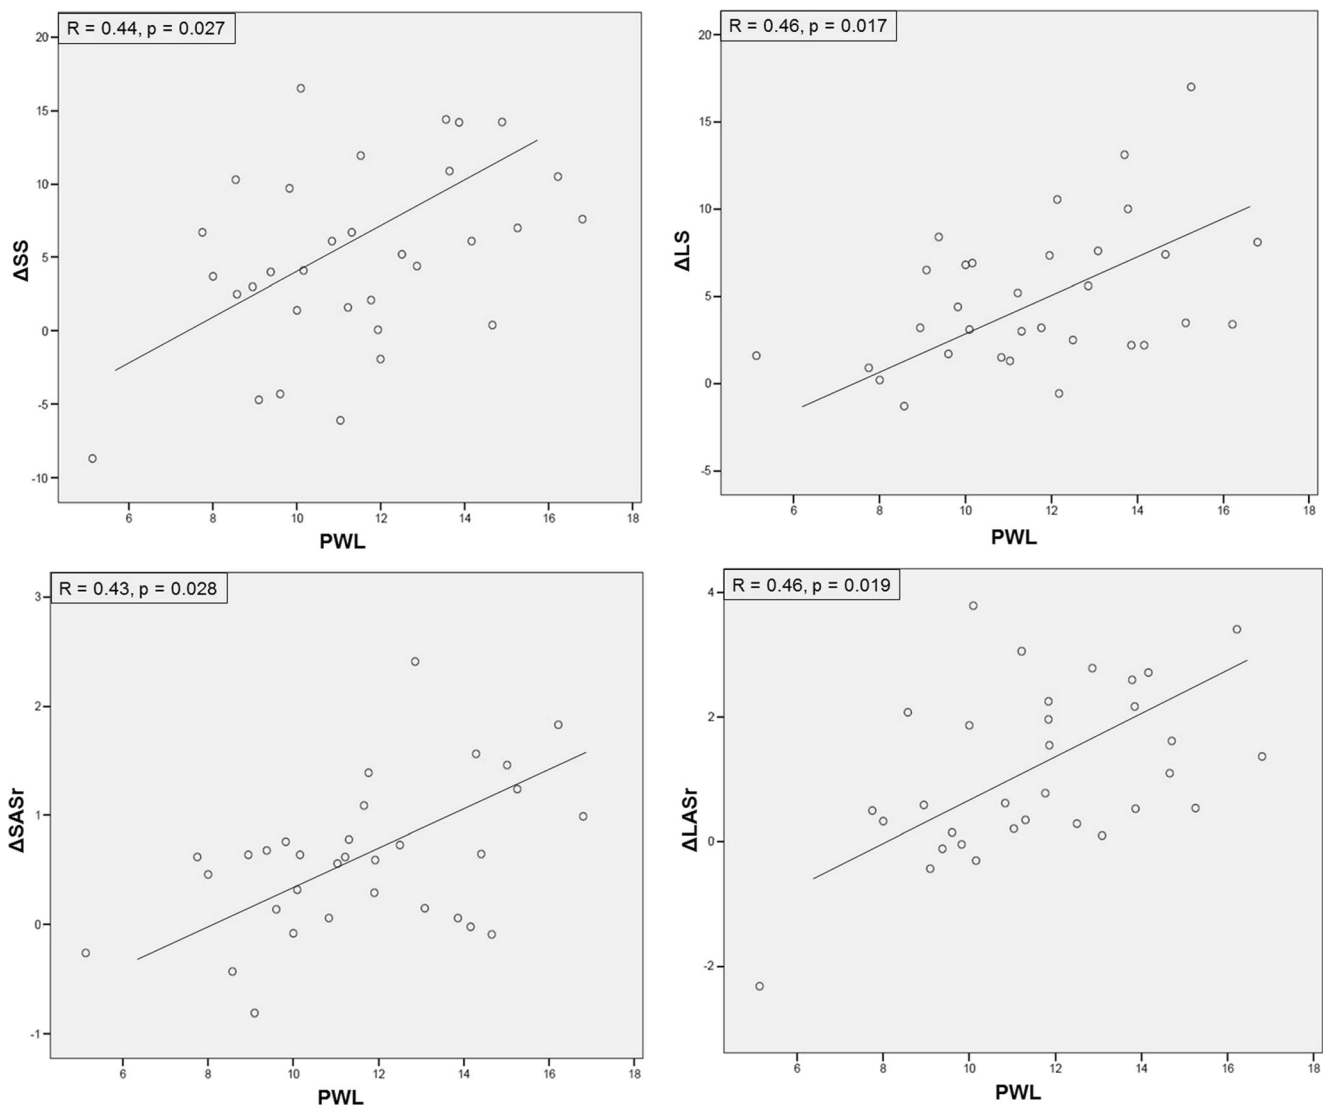 R = 0.44, p = 0.027
20
15
10
5
0
-5
-10
ΔSS
6 8 10 12 14 16 18
PWL
R = 0.46, p = 0.017
20
15
10
5
0
-5
ΔLS
6 8 10 12 14 16 18
PWL
R = 0.43, p = 0.028
3
2
1
0
-1
ΔSASr
6 8 10 12 14 16 18
PWL
R = 0.46, p = 0.019
4
2
0
-2
ΔLASr
6 8 10 12 14 16 18
PWL